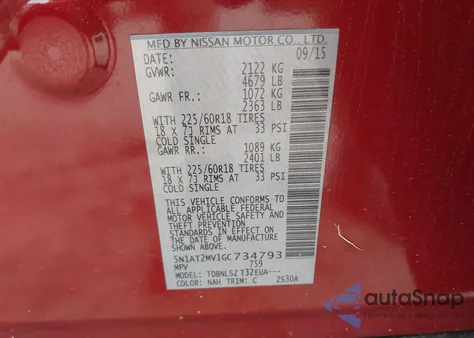 MFD BY NISSAN MOTOR CO., LTD.
DATE: 09/15
GVWR: 2122 KG
4679 LB
GAWR FR.: 1072 KG
2363 LB
WITH 225/60R18 TIRES
18 X 7J RIMS AT 33 PSI
COLD SINGLE
GAWR RR.: 1089 KG
2401 LB
WITH 225/60R18 TIRES
18 X 7J RIMS AT 33 PSI
COLD SINGLE
THIS VEHICLE CONFORMS TO
ALL APPLICABLE FEDERAL
MOTOR VEHICLE SAFETY
AND THEFT PREVENTION
STANDARDS IN EFFECT ON
THE DATE OF MANUFACTURE
SHOWN ABOVE.
5N1AT2MV1GC734793
MPV 759
MODEL: TDBNLSZ T32EUA---
COLOR: NAH TRIM: C ZS30A
autoSnap